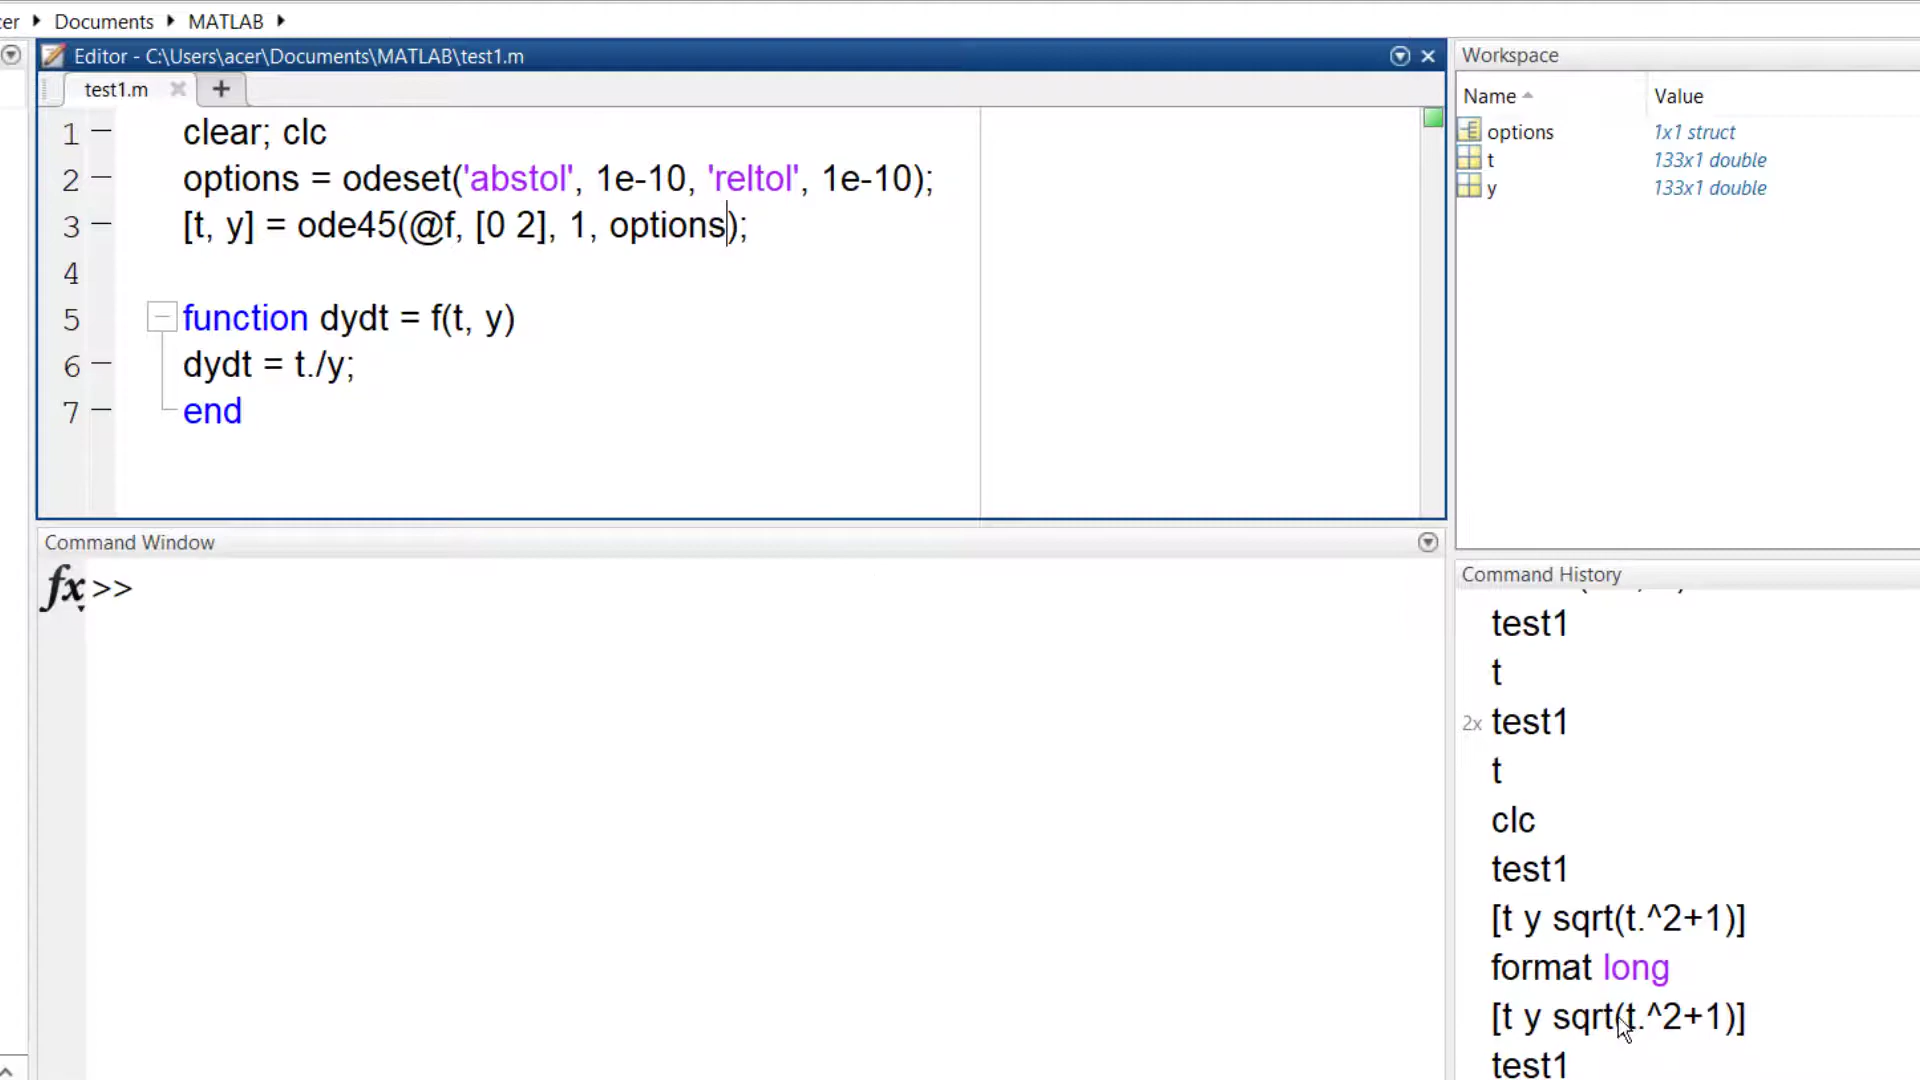 er Documents MATLAB
Editor - C:\Users\acer\Documents\MATLAB\test1.m
test1.m
1 clear; clc
2 options = odeset('abstol', 1e-10, 'reltol', 1e-10);
3 [t, y] = ode45(@f, [0 2], 1, options);
4
5 function dydt = f(t, y)
6 dydt = t./y;
7 end
Command Window
fx >>
Workspace
Name Value
options 1x1 struct
t 133x1 double
y 133x1 double
Command History
test1
t
2x test1
t
clc
test1
[t y sqrt(t.^2+1)]
format long
[t y sqrt(t.^2+1)]
test1